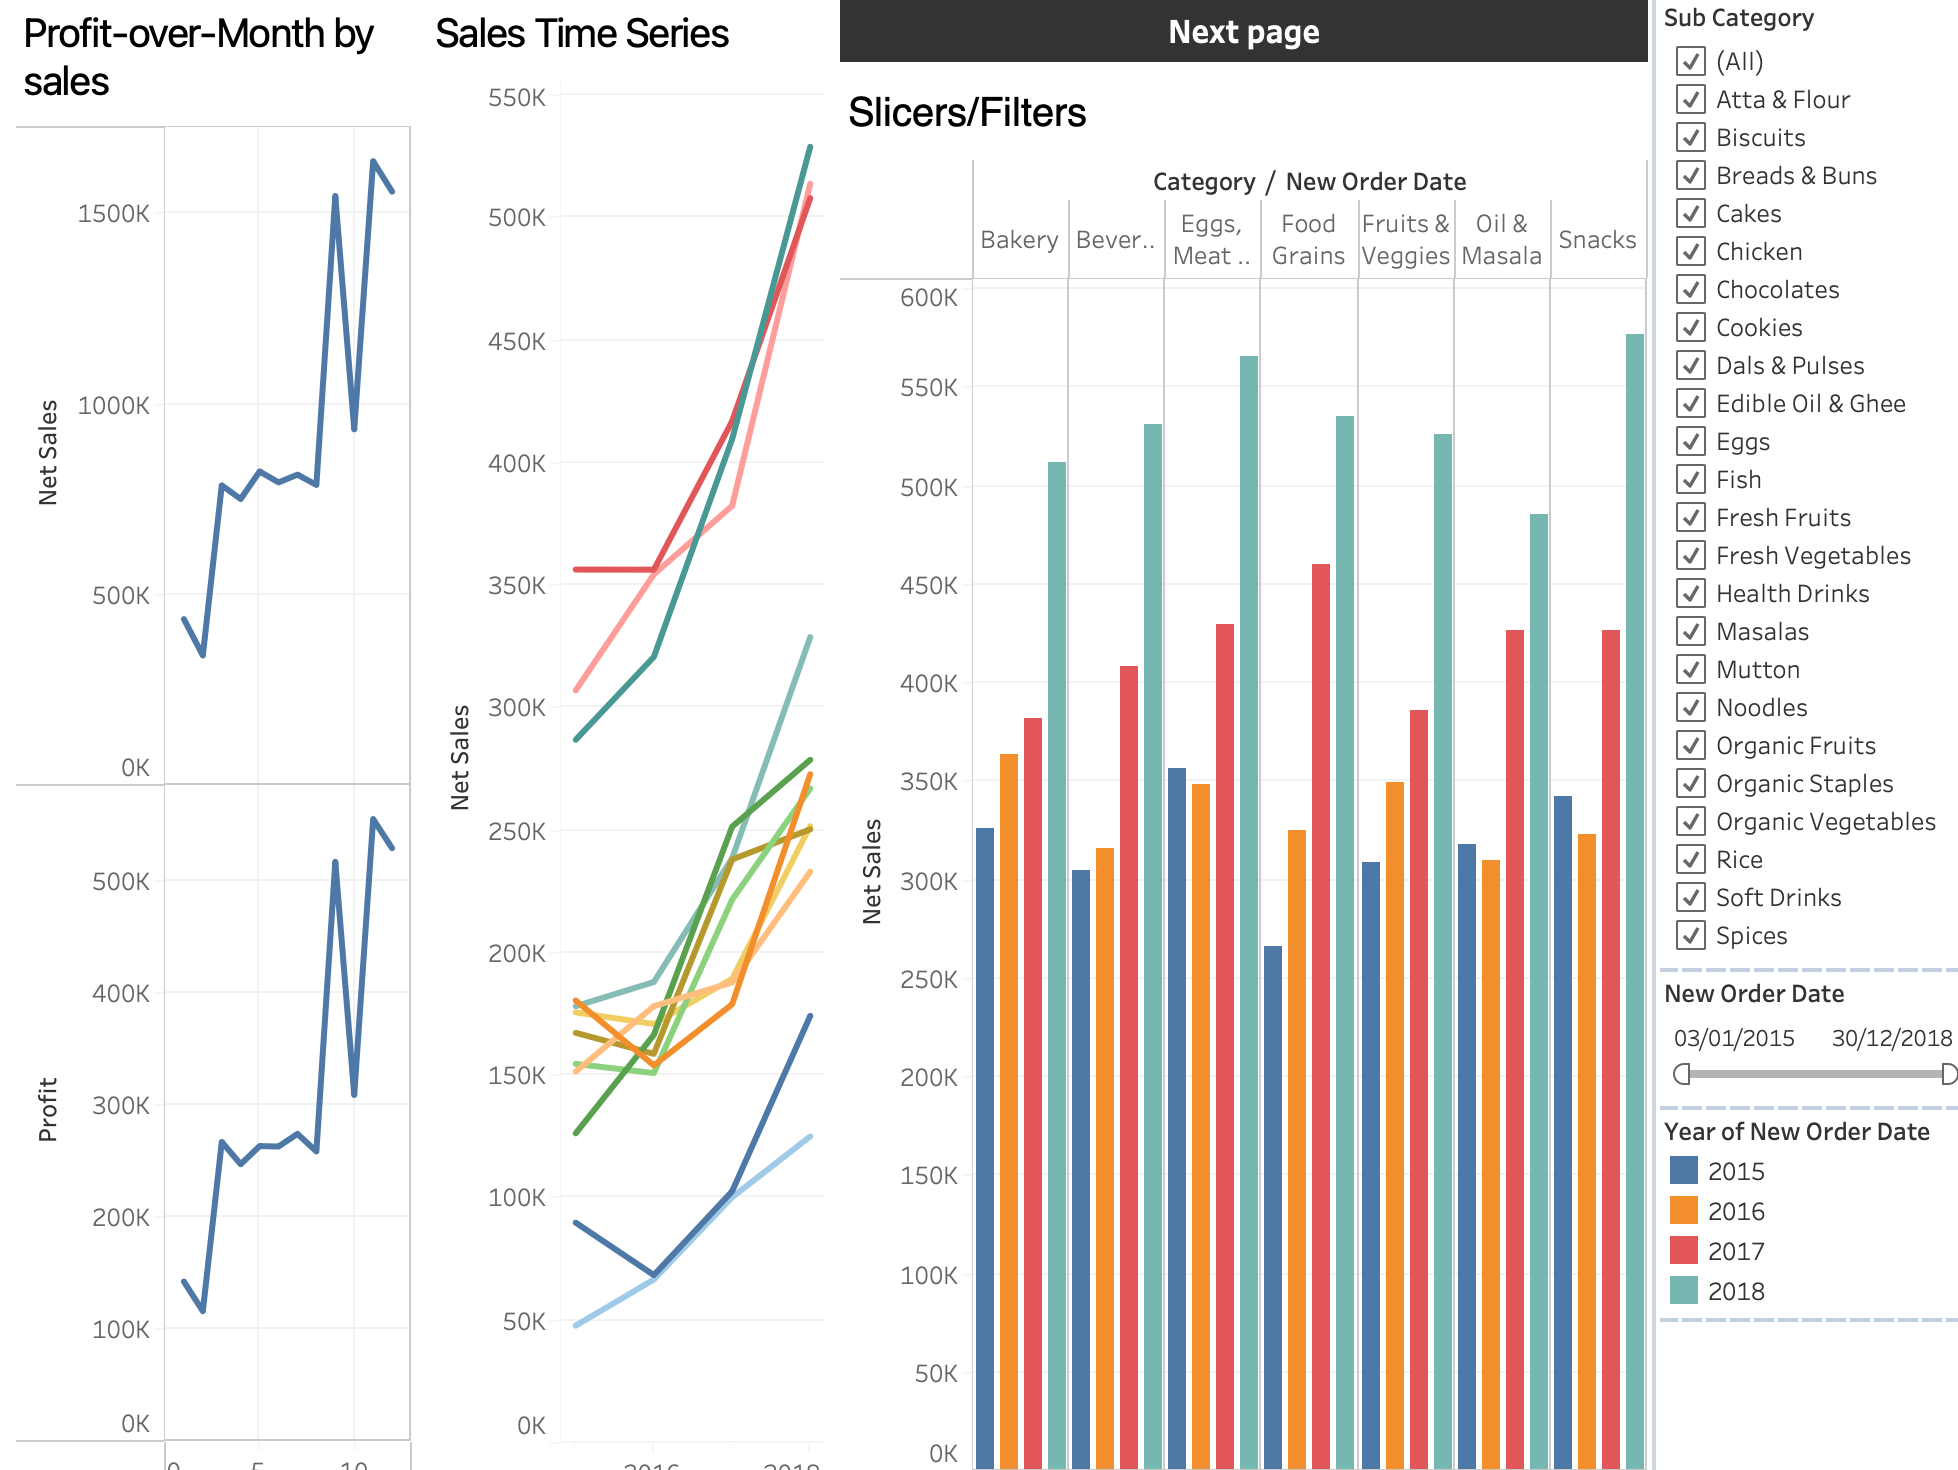 Profit-over-Month by
sales
Net Sales
1500K
1000K
500K
0K
Profit
500K
400K
300K
200K
100K
0K
0
5
10
Sales Time Series
Net Sales
550K
500K
450K
400K
350K
300K
250K
200K
150K
100K
50K
0K
2016
2018
Next page
Slicers/Filters
Category / New Order Date
Bakery
Bever..
Eggs,
Meat ..
Food
Grains
Fruits &
Veggies
Oil &
Masala
Snacks
Net Sales
600K
550K
500K
450K
400K
350K
300K
250K
200K
150K
100K
50K
0K
Sub Category
(All)
Atta & Flour
Biscuits
Breads & Buns
Cakes
Chicken
Chocolates
Cookies
Dals & Pulses
Edible Oil & Ghee
Eggs
Fish
Fresh Fruits
Fresh Vegetables
Health Drinks
Masalas
Mutton
Noodles
Organic Fruits
Organic Staples
Organic Vegetables
Rice
Soft Drinks
Spices
New Order Date
03/01/2015 30/12/2018
Year of New Order Date
2015
2016
2017
2018